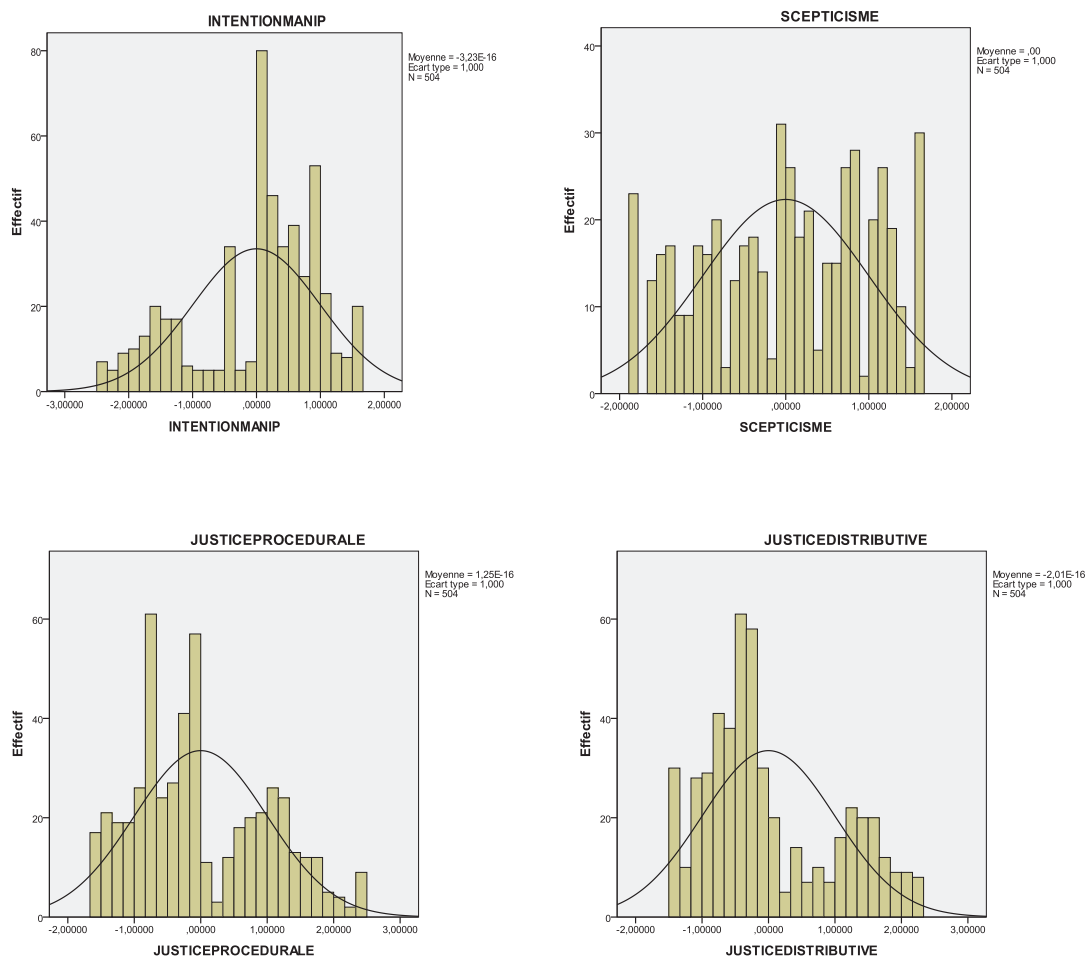 INTENTIONMANIP
Moyenne = -3,23E-16
Ecart type = 1,000
N = 504
Effectif
80
60
40
20
0
-3,00000 -2,00000 -1,00000 ,00000 1,00000 2,00000
INTENTIONMANIP
SCEPTICISME
Moyenne = ,00
Ecart type = 1,000
N = 504
Effectif
40
30
20
10
0
-2,00000 -1,00000 ,00000 1,00000 2,00000
SCEPTICISME
JUSTICEPROCEDURALE
Moyenne = 1,25E-16
Ecart type = 1,000
N = 504
Effectif
60
40
20
0
-2,00000 -1,00000 ,00000 1,00000 2,00000 3,00000
JUSTICEPROCEDURALE
JUSTICEDISTRIBUTIVE
Moyenne = -2,01E-16
Ecart type = 1,000
N = 504
Effectif
60
40
20
0
-2,00000 -1,00000 ,00000 1,00000 2,00000 3,00000
JUSTICEDISTRIBUTIVE